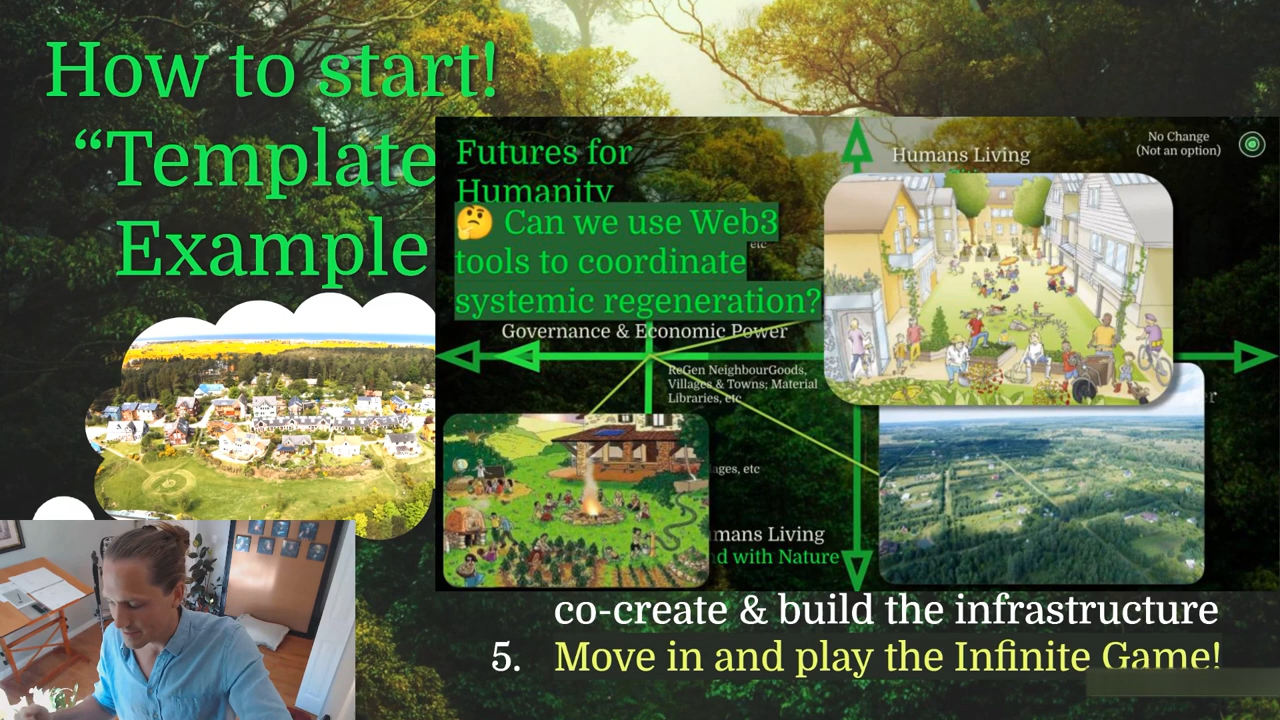 How to start!
“Template
Example
Futures for
Humanity
🤔 Can we use Web3
tools to coordinate
systemic regeneration?
etc
Governance & Economic Power
ReGen NeighbourGoods,
Villages & Towns; Material
Libraries, etc
etc
Humans Living
No Change
(Not an option)
Living
with Nature
co-create & build the infrastructure
5. Move in and play the Infinite Game!